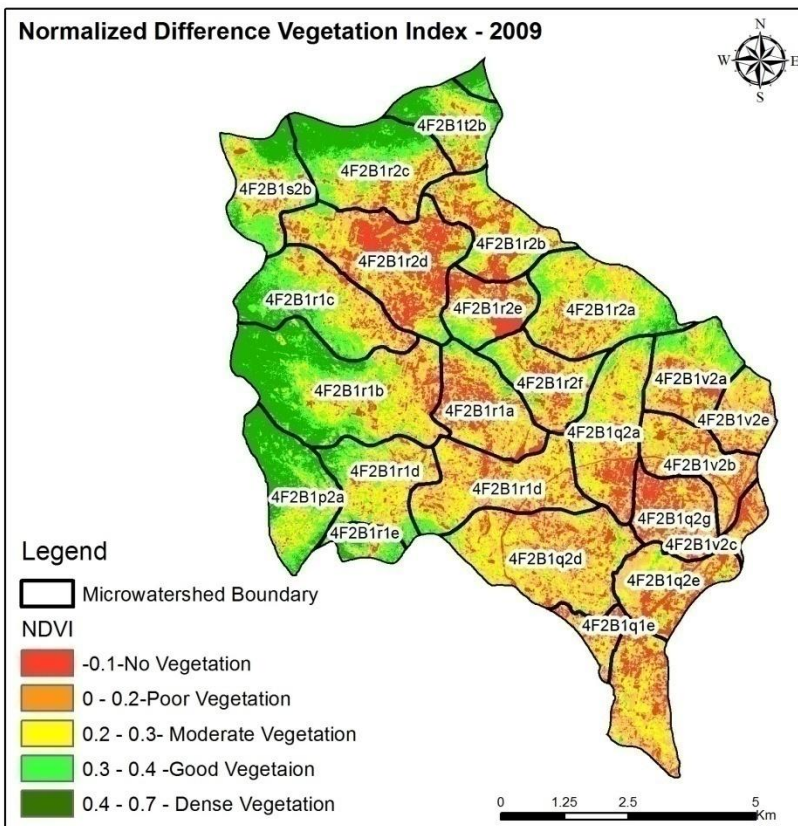 Normalized Difference Vegetation Index - 2009
N
W E
S
4F2B1t2b
4F2B1r2c
4F2B1s2b
4F2B1r2b
4F2B1r2d
4F2B1r1c
4F2B1r2e
4F2B1r2a
4F2B1v2a
4F2B1r2f
4F2B1r1b
4F2B1r1a
4F2B1v2e
4F2B1q2a
4F2B1v2b
4F2B1r1d
4F2B1r1d
4F2B1p2a
4F2B1q2g
4F2B1r1e
4F2B1v2c
4F2B1q2d
4F2B1q2e
4F2B1q1e
Legend
Microwatershed Boundary
NDVI
-0.1-No Vegetation
0 - 0.2-Poor Vegetation
0.2 - 0.3- Moderate Vegetation
0.3 - 0.4 -Good Vegetaion
0.4 - 0.7 - Dense Vegetation
0 1.25 2.5 5
Km